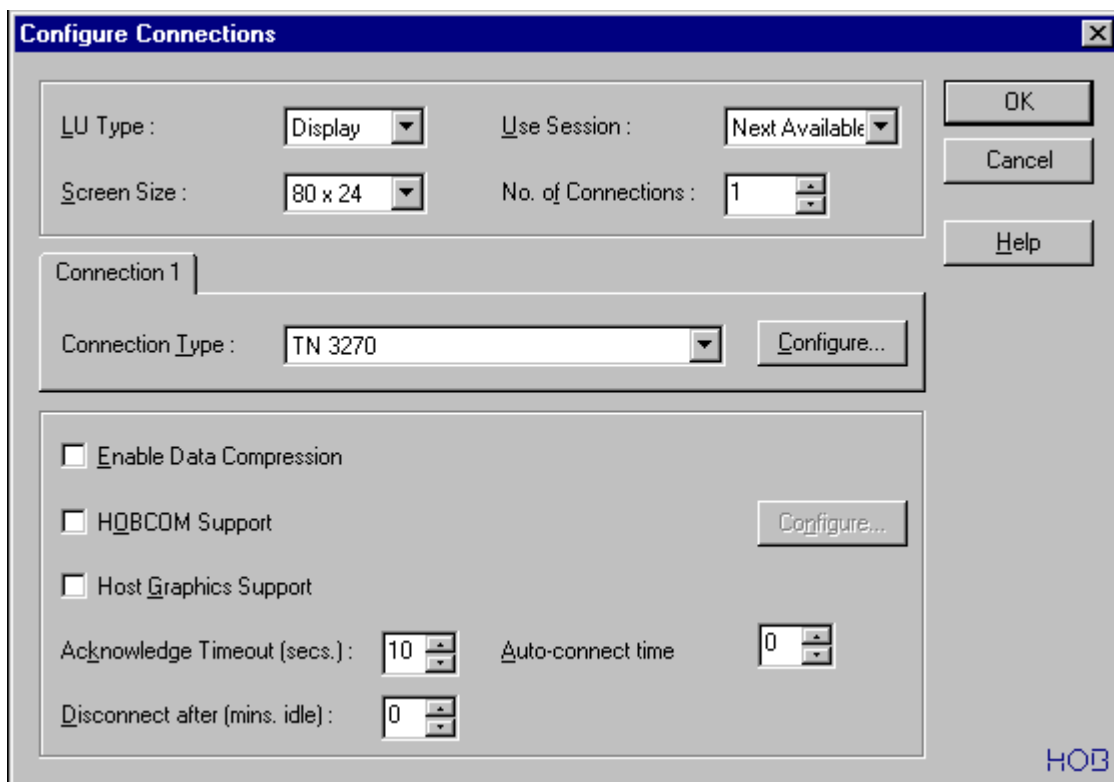 Configure Connections
OK
LU Type : Display Use Session : Next Available
Cancel
Screen Size : 80 x 24 No. of Connections : 1
Help
Connection 1
Connection Type : TN 3270 Configure...
Enable Data Compression
HOBCOM Support Configure...
Host Graphics Support
Acknowledge Timeout (secs.) : 10 Auto-connect time 0
Disconnect after (mins. idle) : 0
HOB